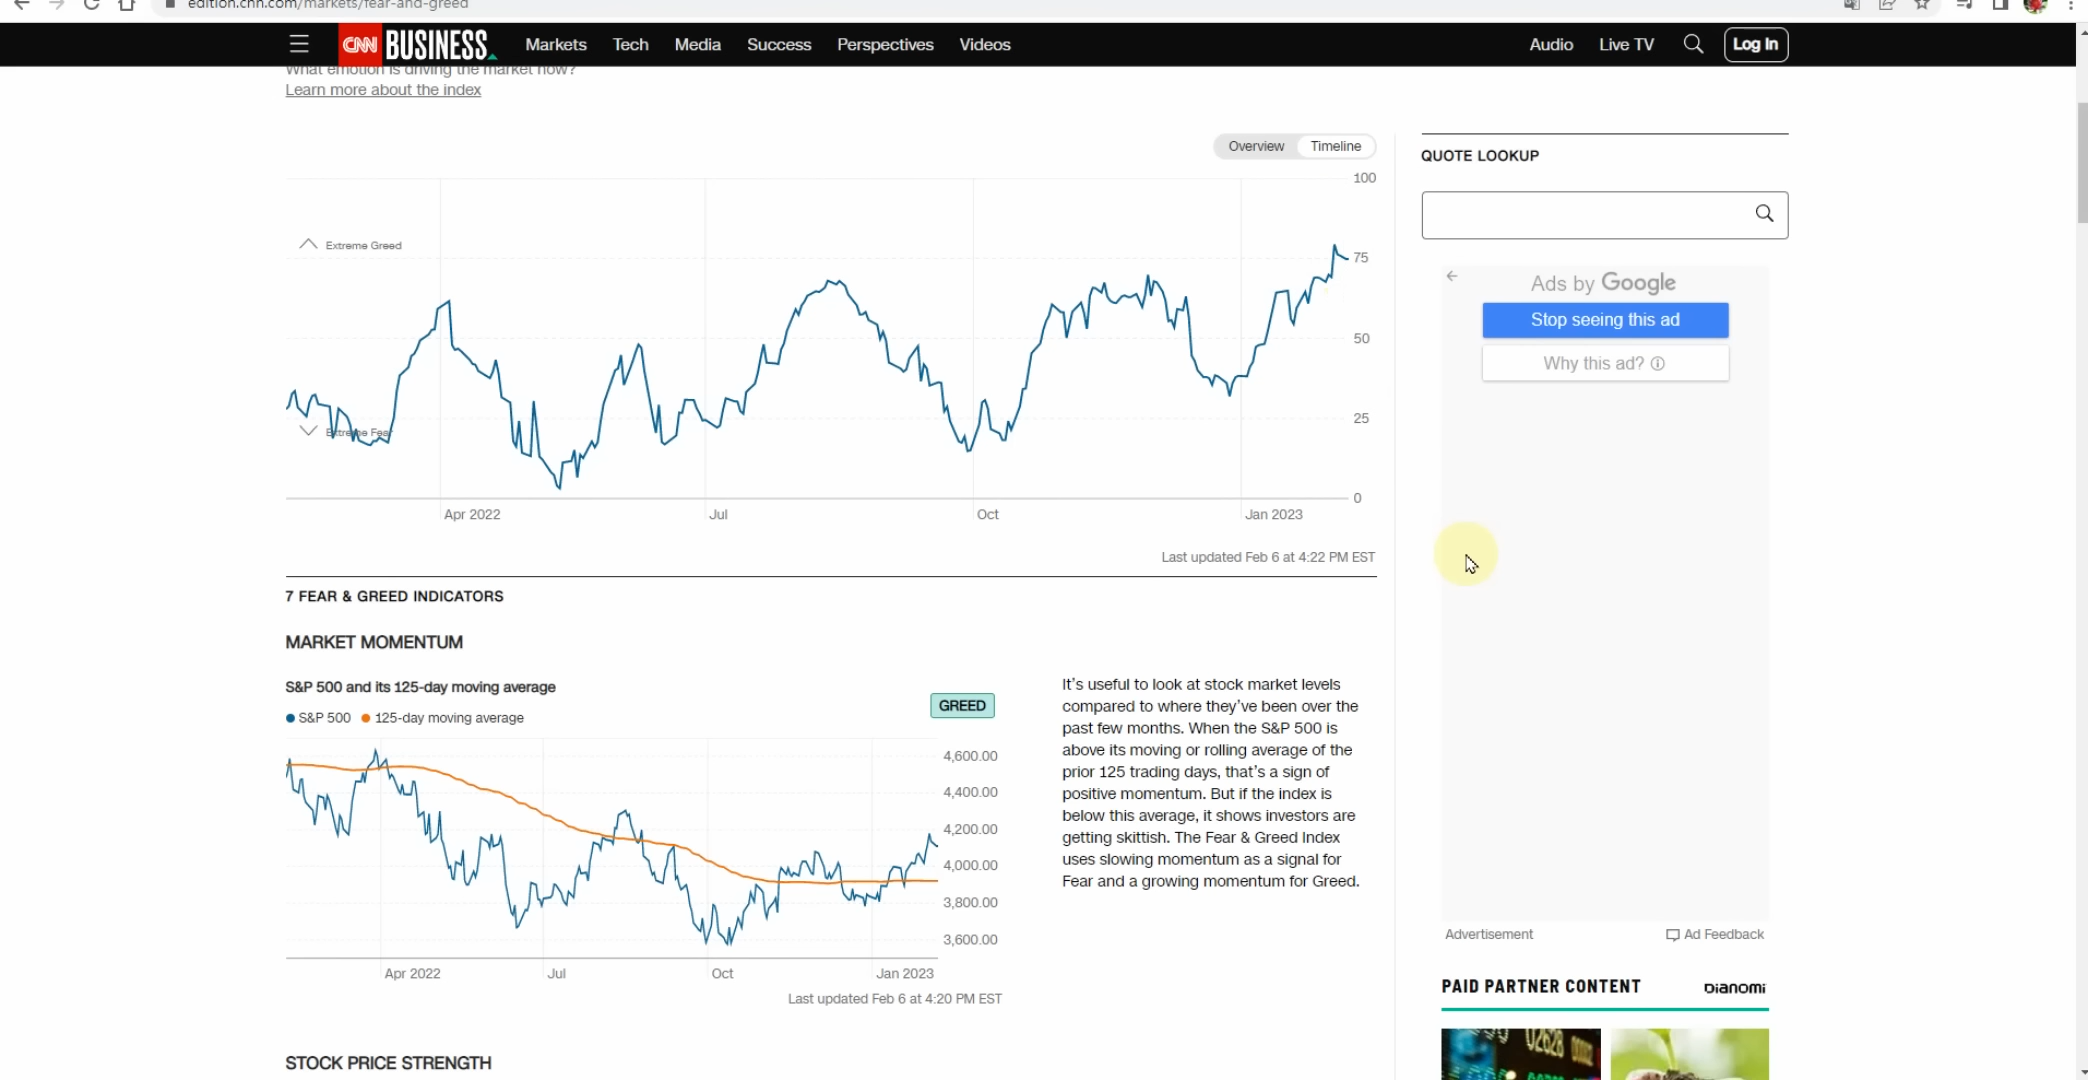 edition.cnn.com/markets/fear-and-greed
CNN BUSINESS
Markets
Tech
Media
Success
Perspectives
Videos
Audio
Live TV
Log In
What emotion is driving the market now?
Learn more about the index
Overview
Timeline
100
Extreme Greed
75
50
25
Extreme Fear
0
Apr 2022
Jul
Oct
Jan 2023
Last updated Feb 6 at 4:22 PM EST
7 FEAR & GREED INDICATORS
MARKET MOMENTUM
S&P 500 and its 125-day moving average
GREED
S&P 500
125-day moving average
4,600.00
4,400.00
4,200.00
4,000.00
3,800.00
3,600.00
Apr 2022
Jul
Oct
Jan 2023
Last updated Feb 6 at 4:20 PM EST
It's useful to look at stock market levels
compared to where they've been over the
past few months. When the S&P 500 is
above its moving or rolling average of the
prior 125 trading days, that's a sign of
positive momentum. But if the index is
below this average, it shows investors are
getting skittish. The Fear & Greed Index
uses slowing momentum as a signal for
Fear and a growing momentum for Greed.
STOCK PRICE STRENGTH
QUOTE LOOKUP
Ads by Google
Stop seeing this ad
Why this ad?
Advertisement
Ad Feedback
PAID PARTNER CONTENT
DIANOMI